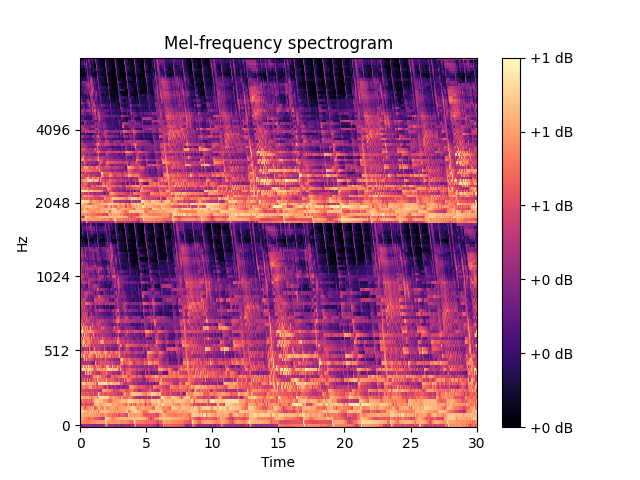 Mel-frequency spectrogram
Hz
4096
2048
1024
512
0
0 5 10 15 20 25 30
Time
+1 dB
+1 dB
+1 dB
+0 dB
+0 dB
+0 dB